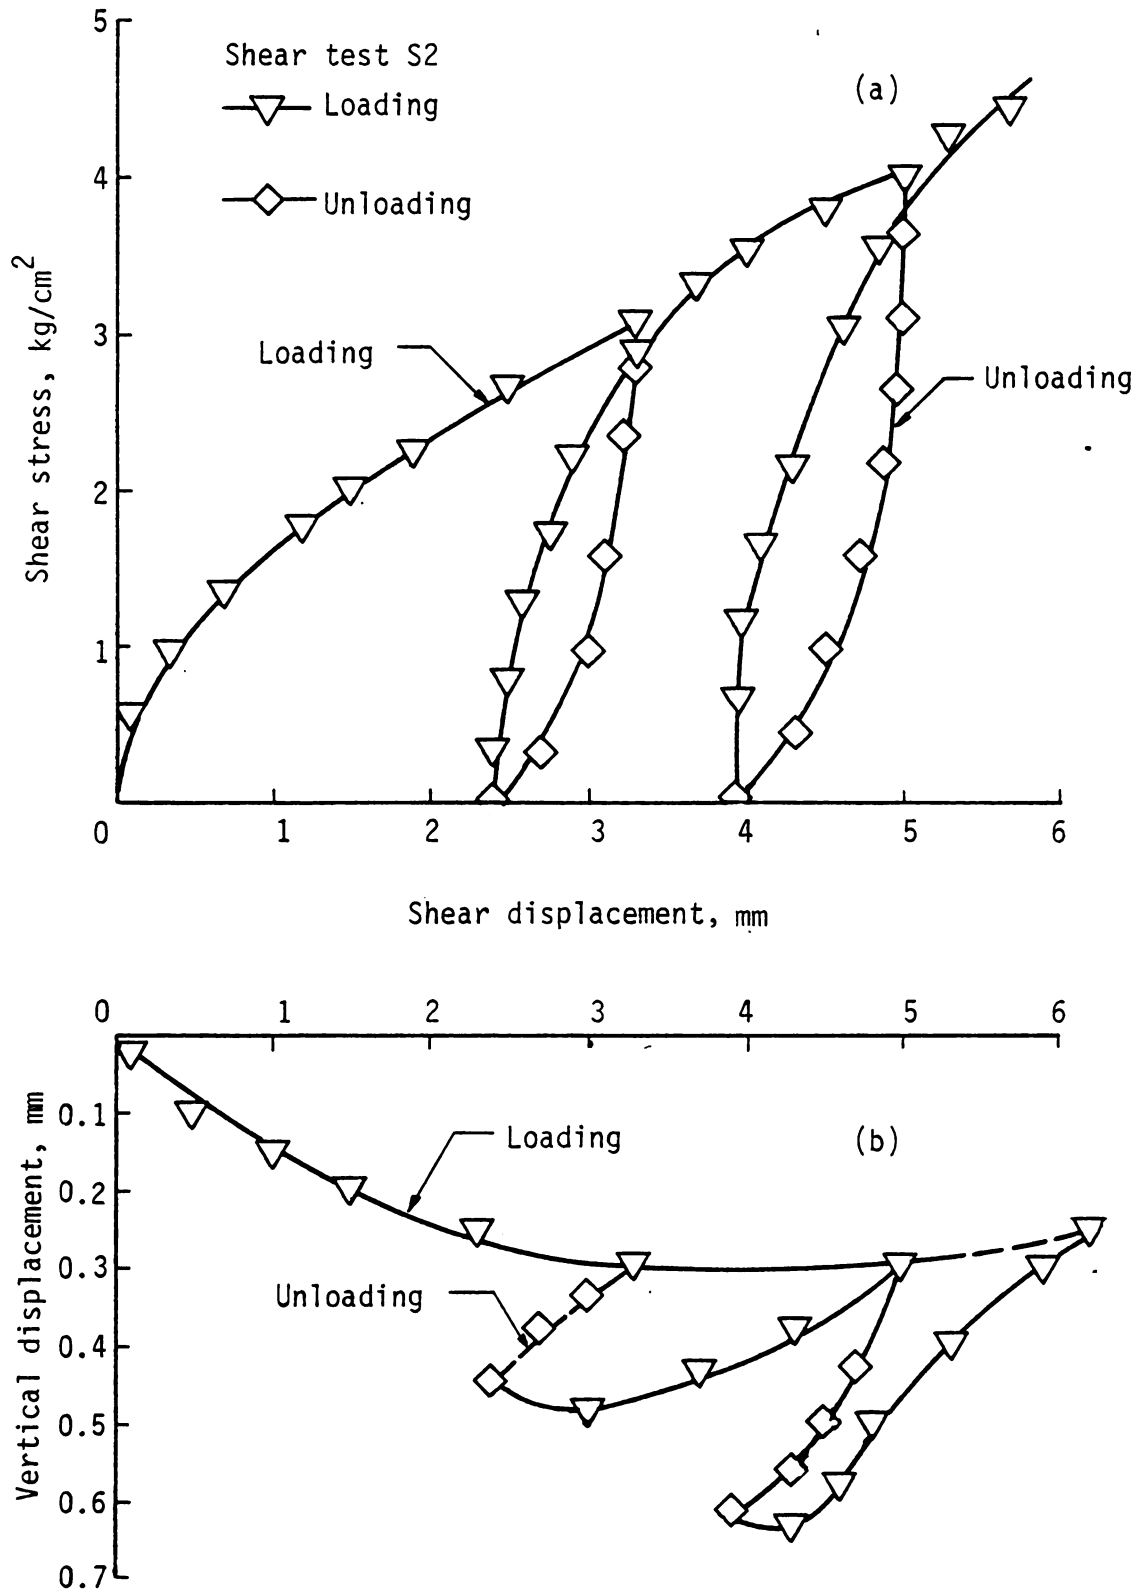 5
Shear test S2
Loading
(a)
4
Unloading
Shear stress, kg/cm2
3
Loading
Unloading
2
1
0 1 2 3 4 5 6
Shear displacement, mm
0 1 2 3 4 5 6
0.1
Loading
(b)
0.2
0.3
Unloading
0.4
Vertical displacement, mm
0.5
0.6
0.7